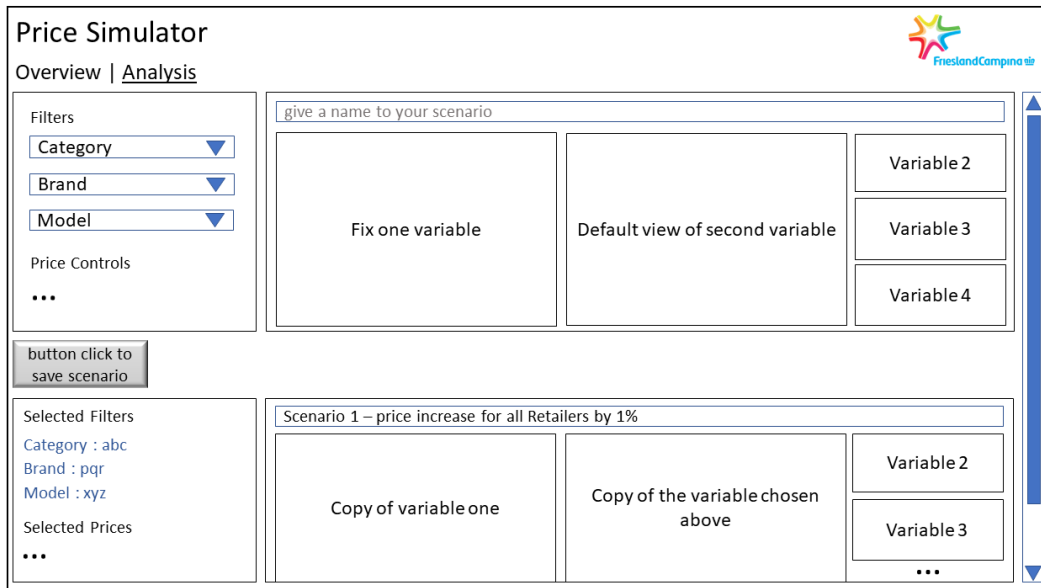 Price Simulator
FrieslandCampina
Overview | Analysis
Filters
Category
Brand
Model
Price Controls
...
give a name to your scenario
Fix one variable
Default view of second variable
Variable 2
Variable 3
Variable 4
button click to
save scenario
Selected Filters
Category : abc
Brand : pqr
Model : xyz
Selected Prices
...
Scenario 1 – price increase for all Retailers by 1%
Copy of variable one
Copy of the variable chosen
above
Variable 2
Variable 3
...